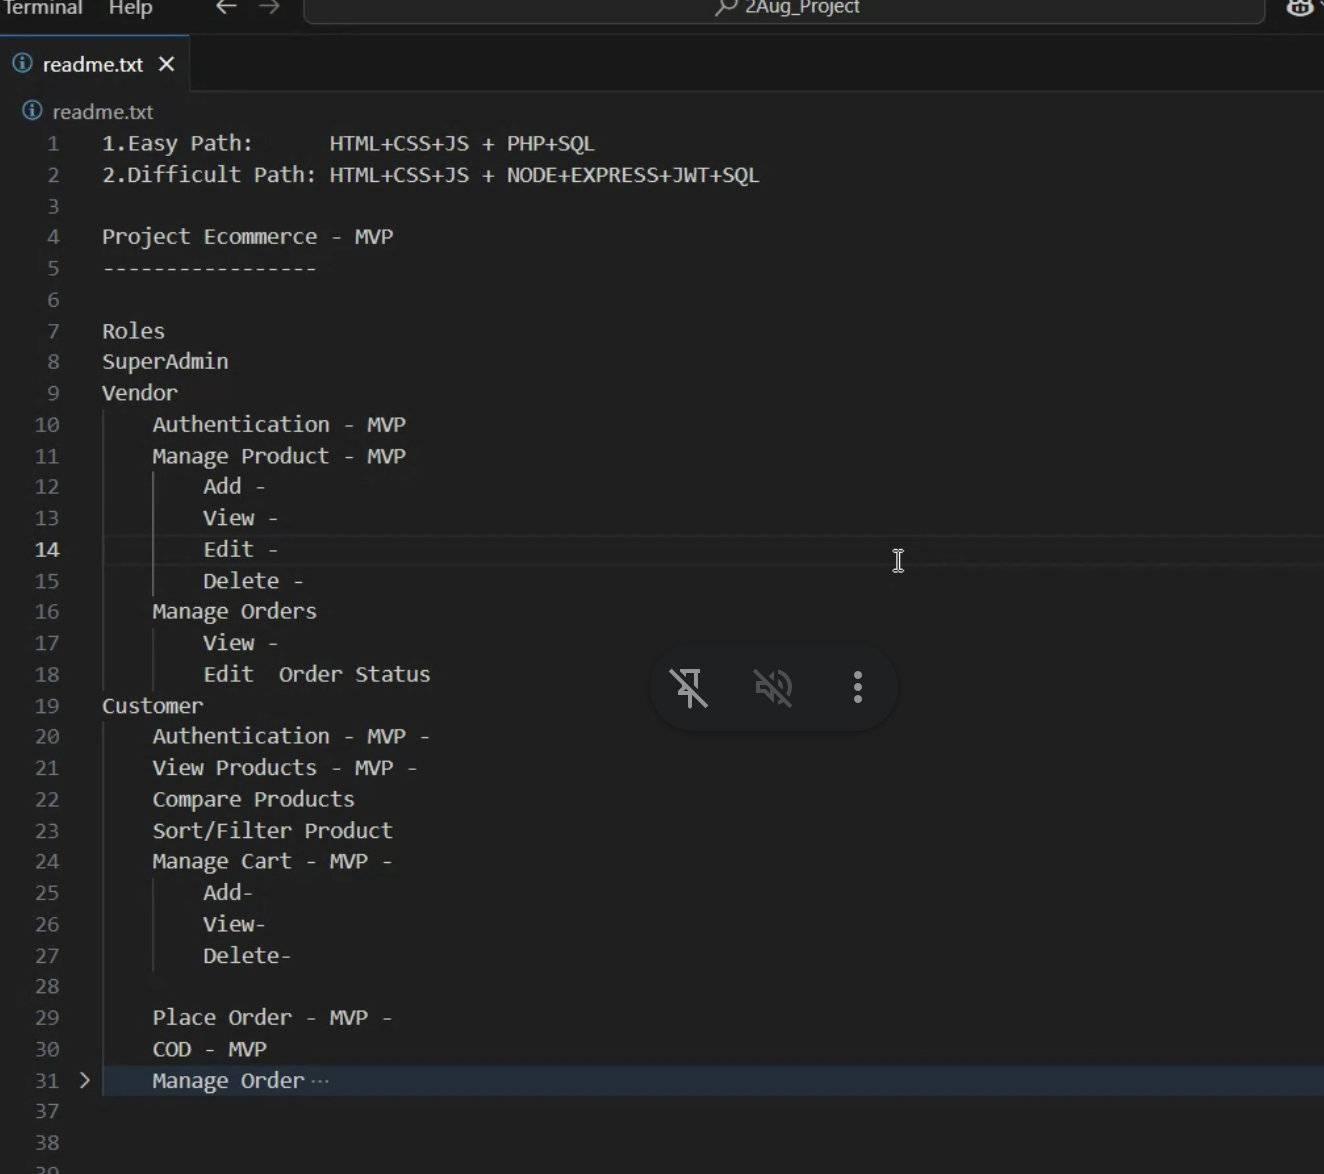 Terminal Help 2Aug_Project
readme.txt
readme.txt
1 1.Easy Path:      HTML+CSS+JS + PHP+SQL
2 2.Difficult Path: HTML+CSS+JS + NODE+EXPRESS+JWT+SQL
3
4 Project Ecommerce - MVP
5 -----------------
6
7 Roles
8 SuperAdmin
9 Vendor
10     Authentication - MVP
11     Manage Product - MVP
12         Add -
13         View -
14         Edit -
15         Delete -
16     Manage Orders
17         View -
18         Edit  Order Status
19 Customer
20     Authentication - MVP -
21     View Products - MVP -
22     Compare Products
23     Sort/Filter Product
24     Manage Cart - MVP -
25         Add-
26         View-
27         Delete-
28
29     Place Order - MVP -
30     COD - MVP
31     Manage Order ···
37
38
39